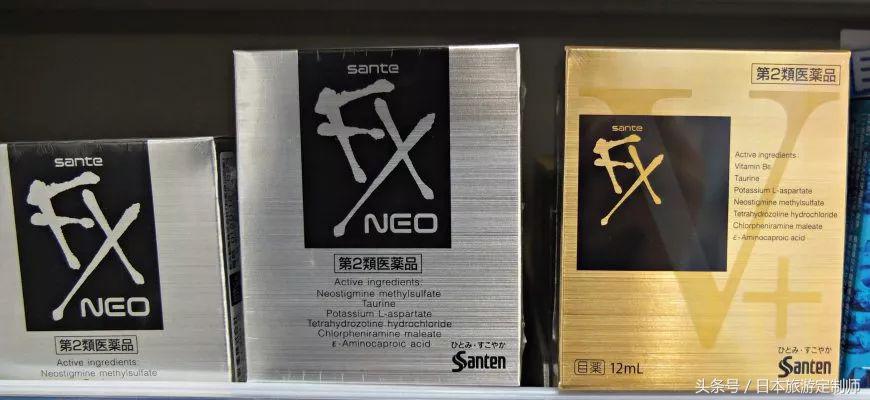 sante
FX
NEO
第2類医薬品
Active ingredients:
Neostigmine methylsulfate
sante
FX
NEO
第2類医薬品
Active ingredients:
Neostigmine methylsulfate
Taurine
Potassium L-aspartate
Tetrahydrozoline hydrochloride
Chlorpheniramine maleate
ε-Aminocaproic acid
ひとみ・すこやか
Santen
第2類医薬品
V+
sante
FX
Active ingredients:
Vitamin B6
Taurine
Potassium L-aspartate
Neostigmine methylsulfate
Tetrahydrozoline hydrochloride
Chlorpheniramine maleate
ε-Aminocaproic acid
目薬 12mL
ひとみ・すこやか
Santen
头条号 / 日本旅游定制师